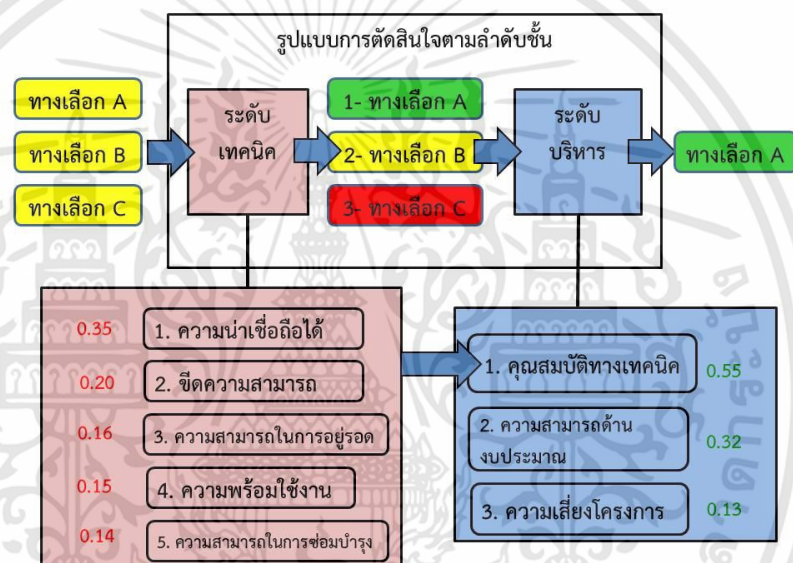 รูปแบบการตัดสินใจตามลำดับชั้น
ทางเลือก A
ทางเลือก B
ทางเลือก C
ระดับ
เทคนิค
1- ทางเลือก A
2- ทางเลือก B
3- ทางเลือก C
ระดับ
บริหาร
ทางเลือก A
0.35 1. ความน่าเชื่อถือได้
0.20 2. ขีดความสามารถ
0.16 3. ความสามารถในการอยู่รอด
0.15 4. ความพร้อมใช้งาน
0.14 5. ความสามารถในการซ่อมบำรุง
1. คุณสมบัติทางเทคนิค 0.55
2. ความสามารถด้าน
งบประมาณ 0.32
3. ความเสี่ยงโครงการ 0.13